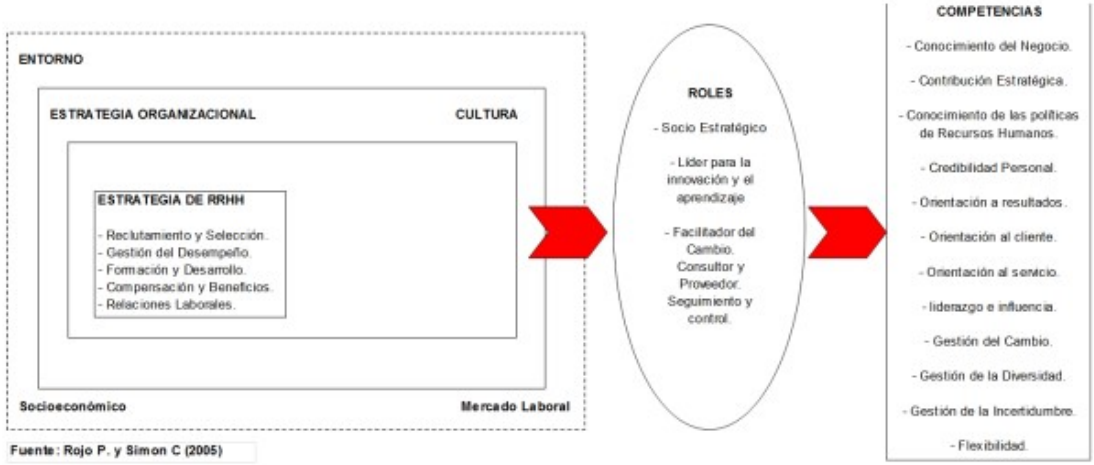 ENTORNO
ESTRATEGIA ORGANIZACIONAL
CULTURA
ESTRATEGIA DE RRHH
- Reclutamiento y Selección.
- Gestión del Desempeño.
- Formación y Desarrollo.
- Compensación y Beneficios.
- Relaciones Laborales.
Socioeconómico
Mercado Laboral
Fuente: Rojo P. y Simon C (2005)
ROLES
- Socio Estratégico
- Líder para la
innovación y el
aprendizaje
- Facilitador del
Cambio.
Consultor y
Proveedor.
Seguimiento y
control.
COMPETENCIAS
- Conocimiento del Negocio.
- Contribución Estratégica.
- Conocimiento de las políticas
de Recursos Humanos.
- Credibilidad Personal.
- Orientación a resultados.
- Orientación al cliente.
- Orientación al servicio.
- liderazgo e influencia.
- Gestión del Cambio.
- Gestión de la Diversidad.
- Gestión de la Incertidumbre.
- Flexibilidad.